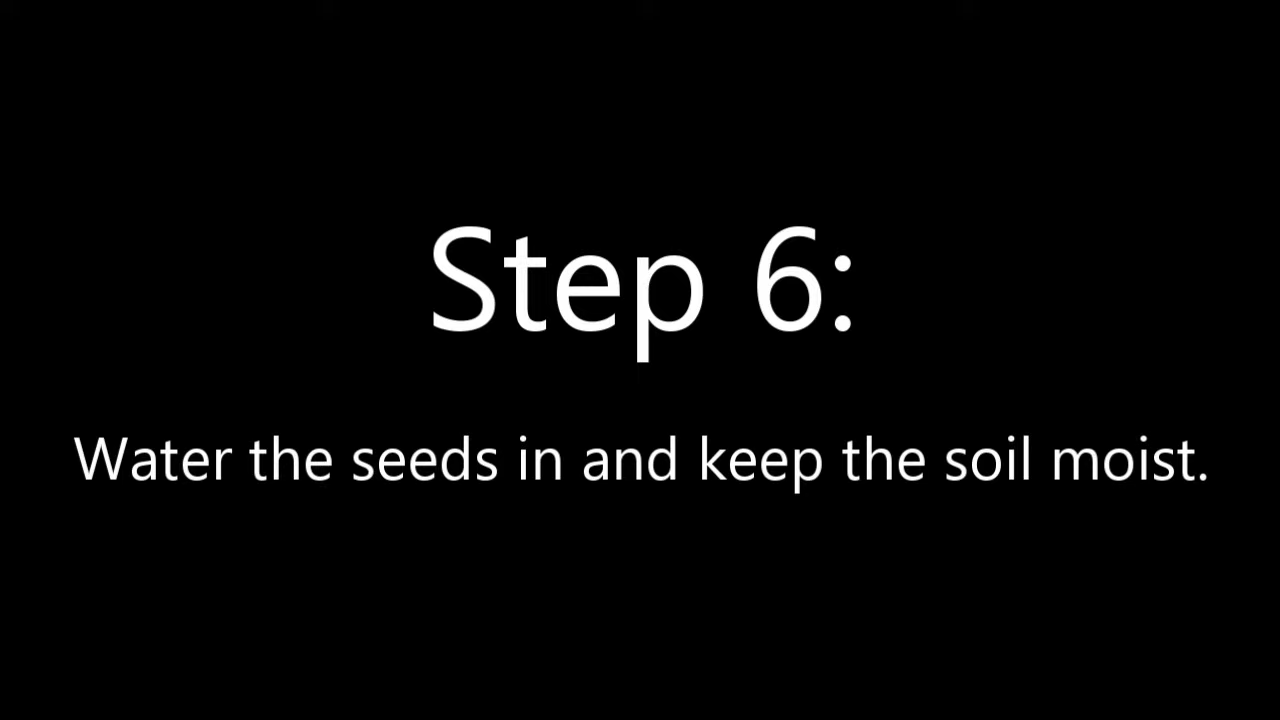 Step 6:
Water the seeds in and keep the soil moist.